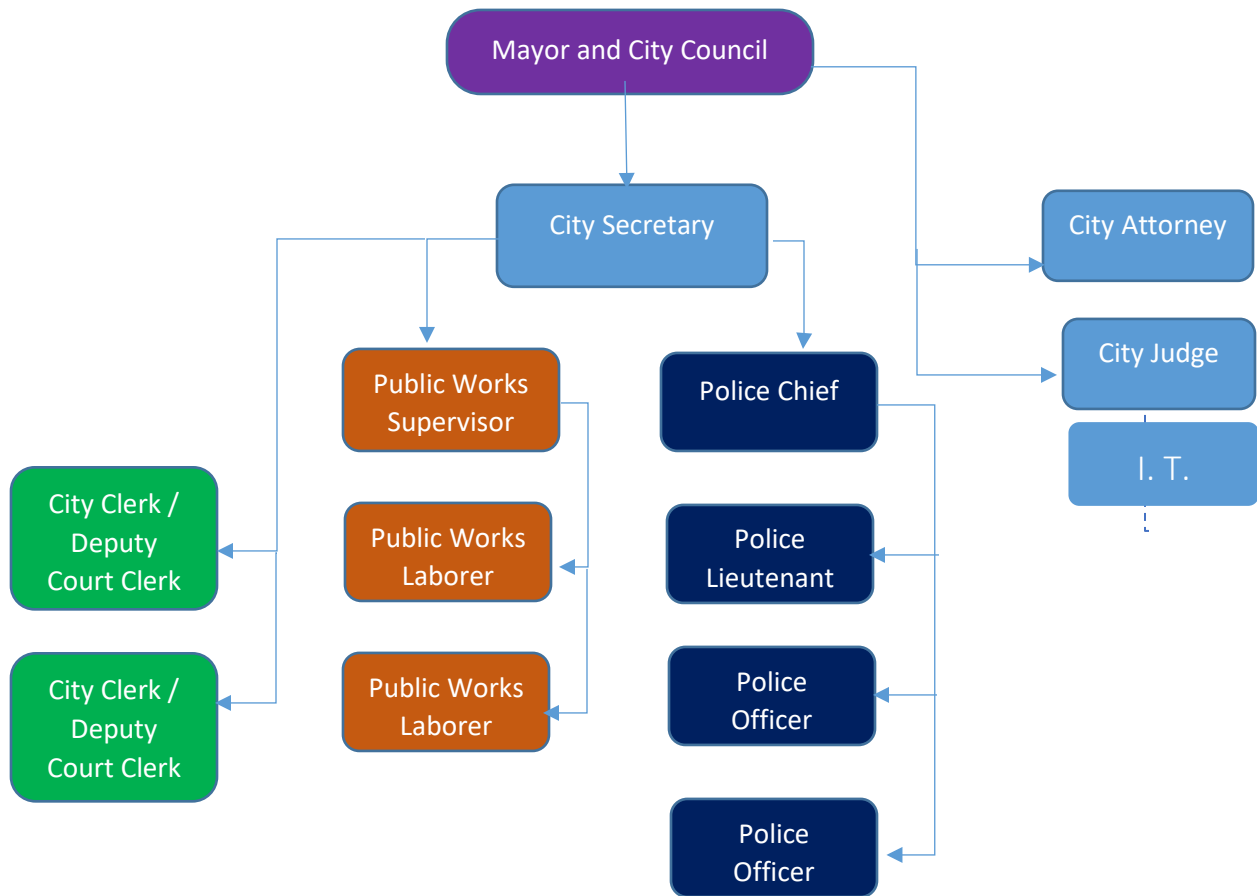 Mayor and City Council
City Secretary
City Attorney
City Judge
I. T.
Public Works
Supervisor
Police Chief
City Clerk /
Deputy
Court Clerk
Public Works
Laborer
Police
Lieutenant
City Clerk /
Deputy
Court Clerk
Public Works
Laborer
Police
Officer
Police
Officer